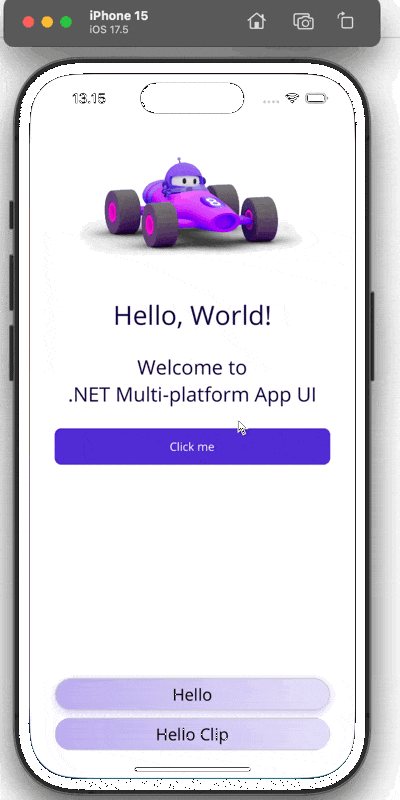 iPhone 15
iOS 17.5
13.15
8
Hello, World!
Welcome to
.NET Multi-platform App UI
Click me
Hello
Hello Clip